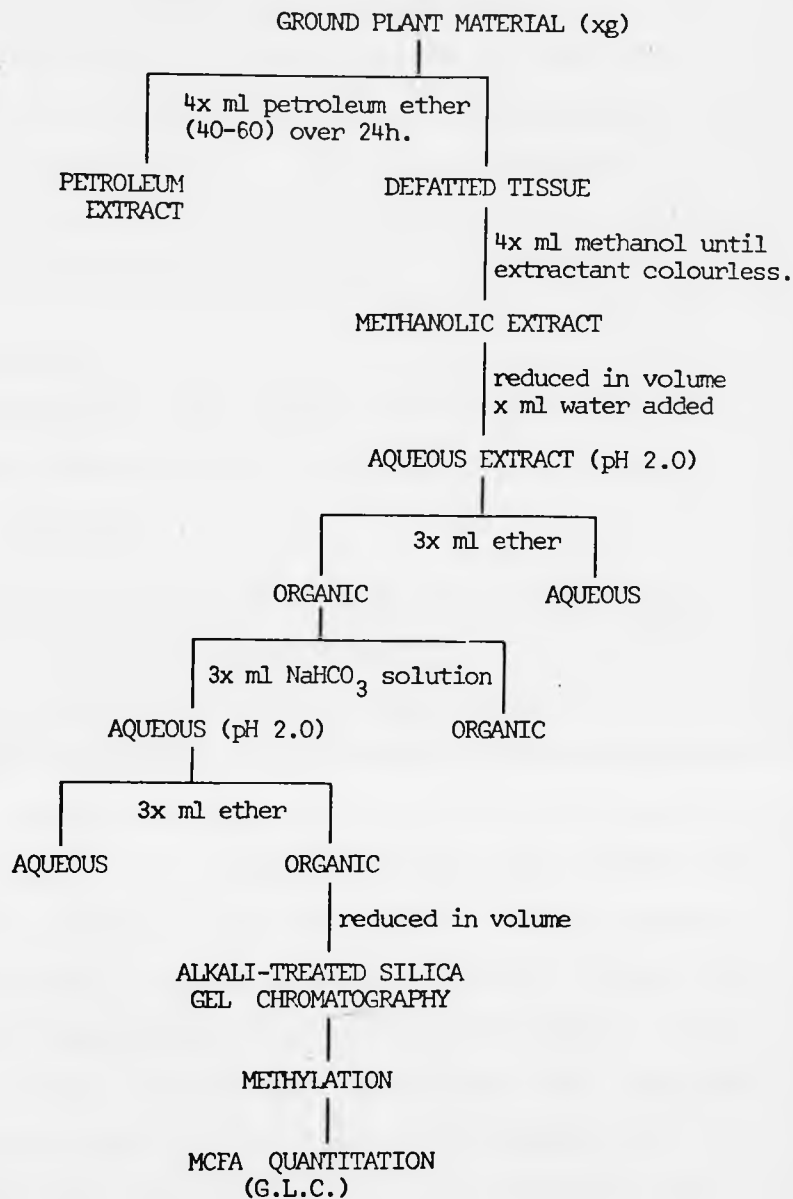 GROUND PLANT MATERIAL (xg)
4x ml petroleum ether
(40-60) over 24h.
PETROLEUM
EXTRACT
DEFATTED TISSUE
4x ml methanol until
extractant colourless.
METHANOLIC EXTRACT
reduced in volume
x ml water added
AQUEOUS EXTRACT (pH 2.0)
3x ml ether
ORGANIC
AQUEOUS
3x ml NaHCO₃ solution
AQUEOUS (pH 2.0)
ORGANIC
3x ml ether
AQUEOUS
ORGANIC
reduced in volume
ALKALI-TREATED SILICA
GEL CHROMATOGRAPHY
METHYLATION
MCFA QUANTITATION
(G.L.C.)